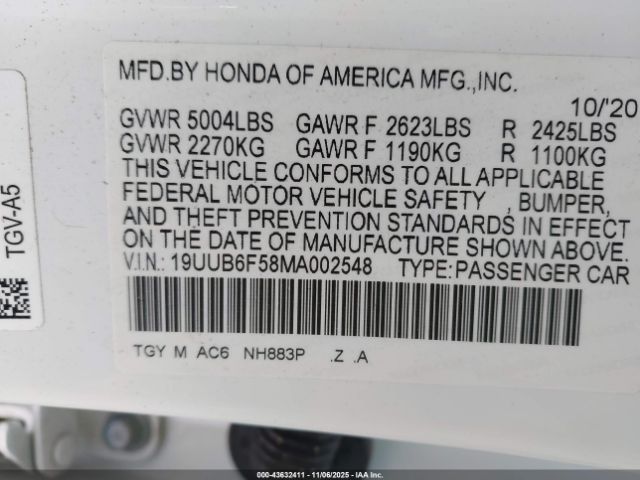 MFD.BY HONDA OF AMERICA MFG.,INC.
10/'20
GVWR 5004LBS GAWR F 2623LBS R 2425LBS
GVWR 2270KG GAWR F 1190KG R 1100KG
THIS VEHICLE CONFORMS TO ALL APPLICABLE
FEDERAL MOTOR VEHICLE SAFETY , BUMPER,
AND THEFT PREVENTION STANDARDS IN EFFECT
ON THE DATE OF MANUFACTURE SHOWN ABOVE.
V.I.N.: 19UUB6F58MA002548 TYPE:PASSENGER CAR
TGY M AC6 NH883P .Z .A
TGV-A5
000-43632411 - 11/06/2025 - IAAI Inc.